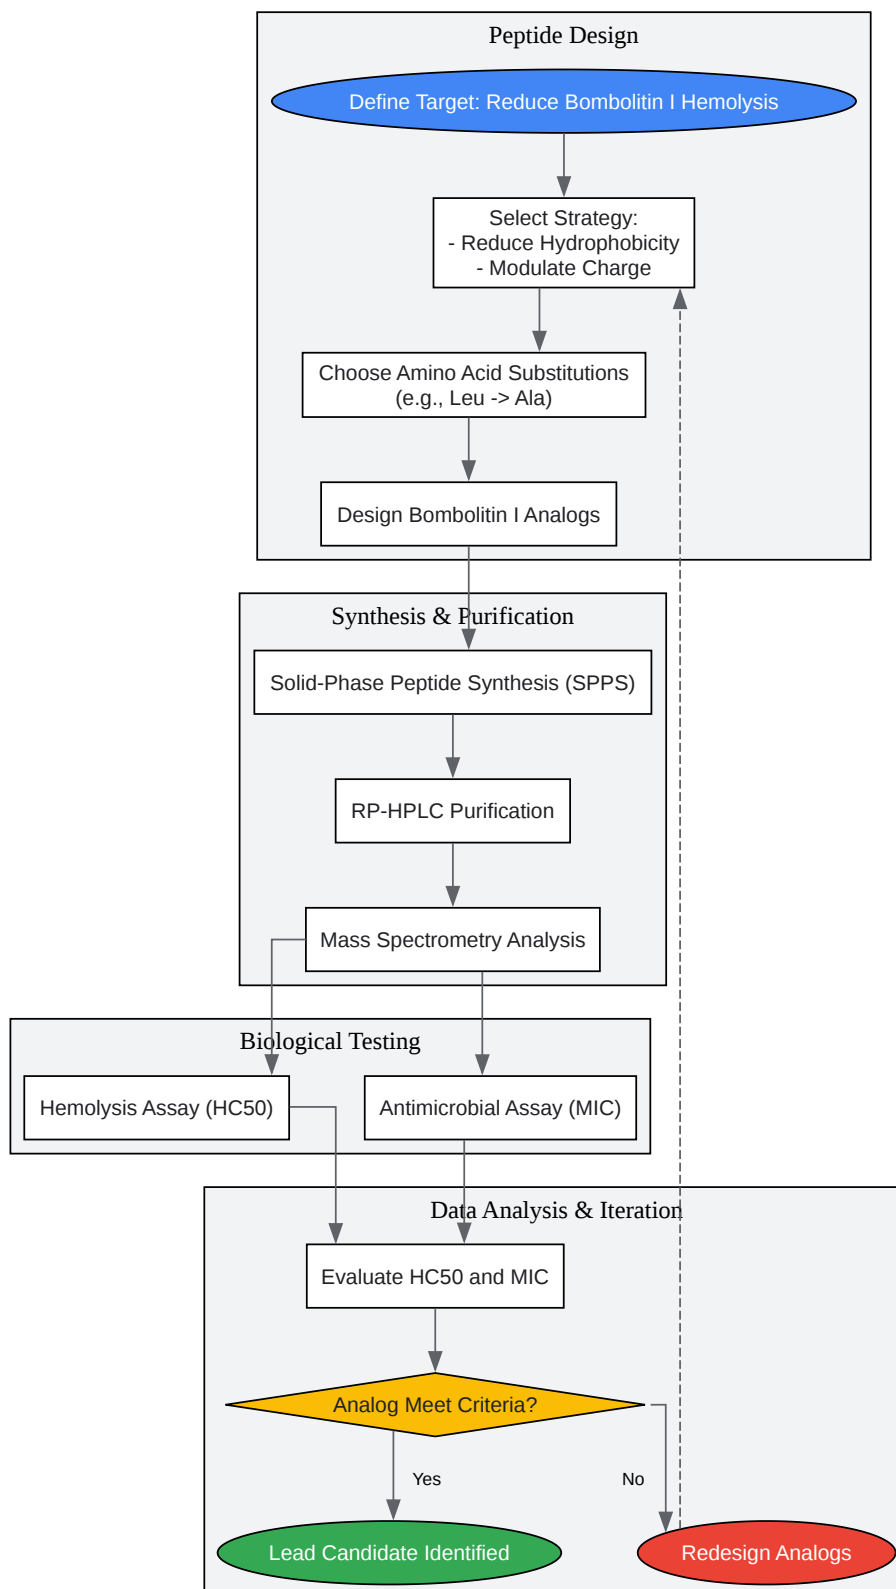 Peptide Design
Define Target: Reduce Bombolitin I Hemolysis
Select Strategy:
- Reduce Hydrophobicity
- Modulate Charge
Choose Amino Acid Substitutions
(e.g., Leu -> Ala)
Design Bombolitin I Analogs
Synthesis & Purification
Solid-Phase Peptide Synthesis (SPPS)
RP-HPLC Purification
Mass Spectrometry Analysis
Biological Testing
Hemolysis Assay (HC50)
Antimicrobial Assay (MIC)
Data Analysis & Iteration
Evaluate HC50 and MIC
Analog Meet Criteria?
Yes
No
Lead Candidate Identified
Redesign Analogs